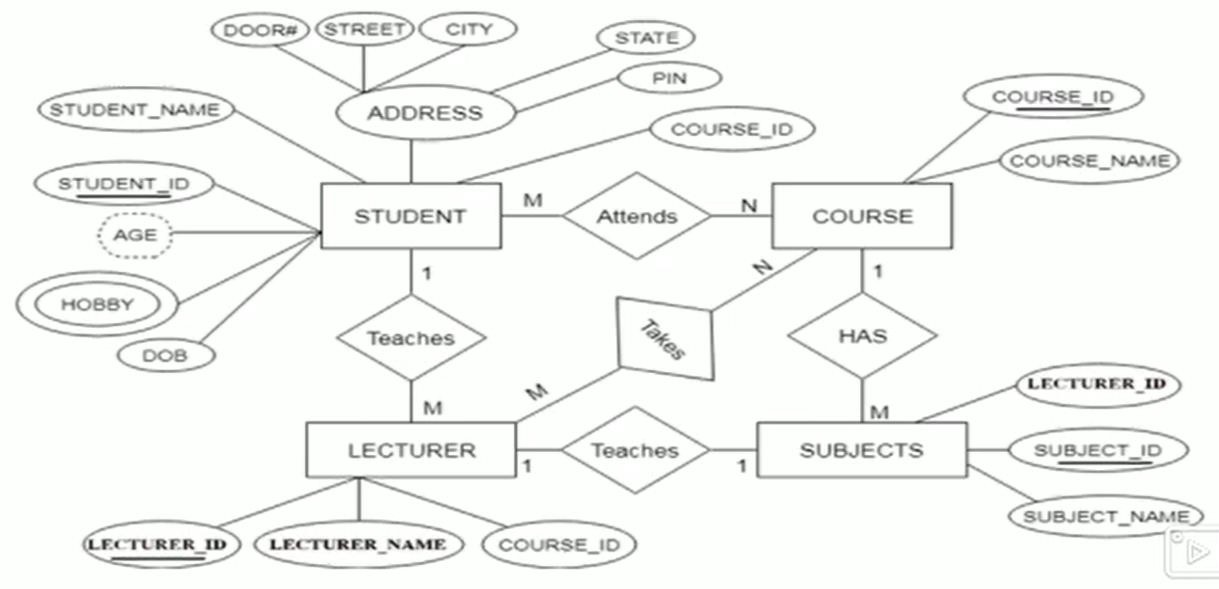 DOOR#
STREET
CITY
STATE
PIN
STUDENT_NAME
ADDRESS
COURSE_ID
COURSE_ID
COURSE_NAME
STUDENT_ID
AGE
HOBBY
DOB
STUDENT
M
Attends
N
COURSE
1
Teaches
M
N
Takes
M
1
HAS
M
LECTURER
1
Teaches
1
SUBJECTS
LECTURER_ID
SUBJECT_ID
SUBJECT_NAME
LECTURER_ID
LECTURER_NAME
COURSE_ID